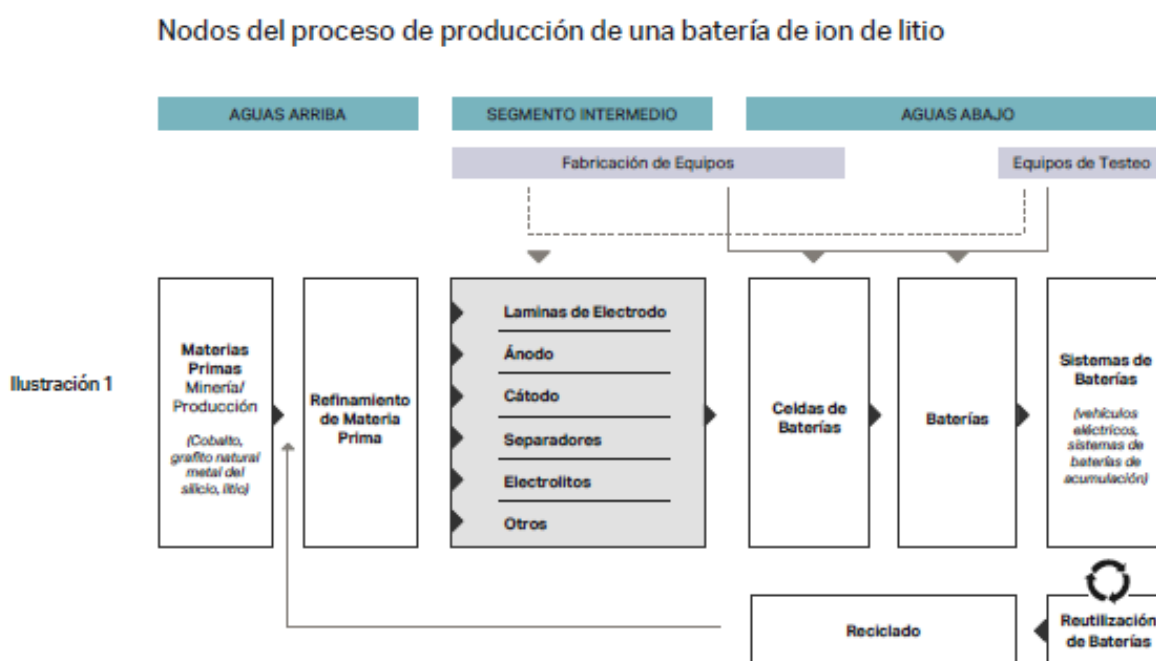 Nodos del proceso de producción de una batería de ion de litio
AGUAS ARRIBA
SEGMENTO INTERMEDIO
AGUAS ABAJO
Fabricación de Equipos
Equipos de Testeo
Ilustración 1
Materias
Primas
Minería/
Producción
(Cobalto,
grafito natural
metal del
silicio, litio)
Refinamiento
de Materia
Prima
Laminas de Electrodo
Ánodo
Cátodo
Separadores
Electrolitos
Otros
Celdas de
Baterías
Baterías
Sistemas de
Baterías
(vehículos
eléctricos,
sistemas de
baterías de
acumulación)
Reciclado
Reutilización
de Baterías